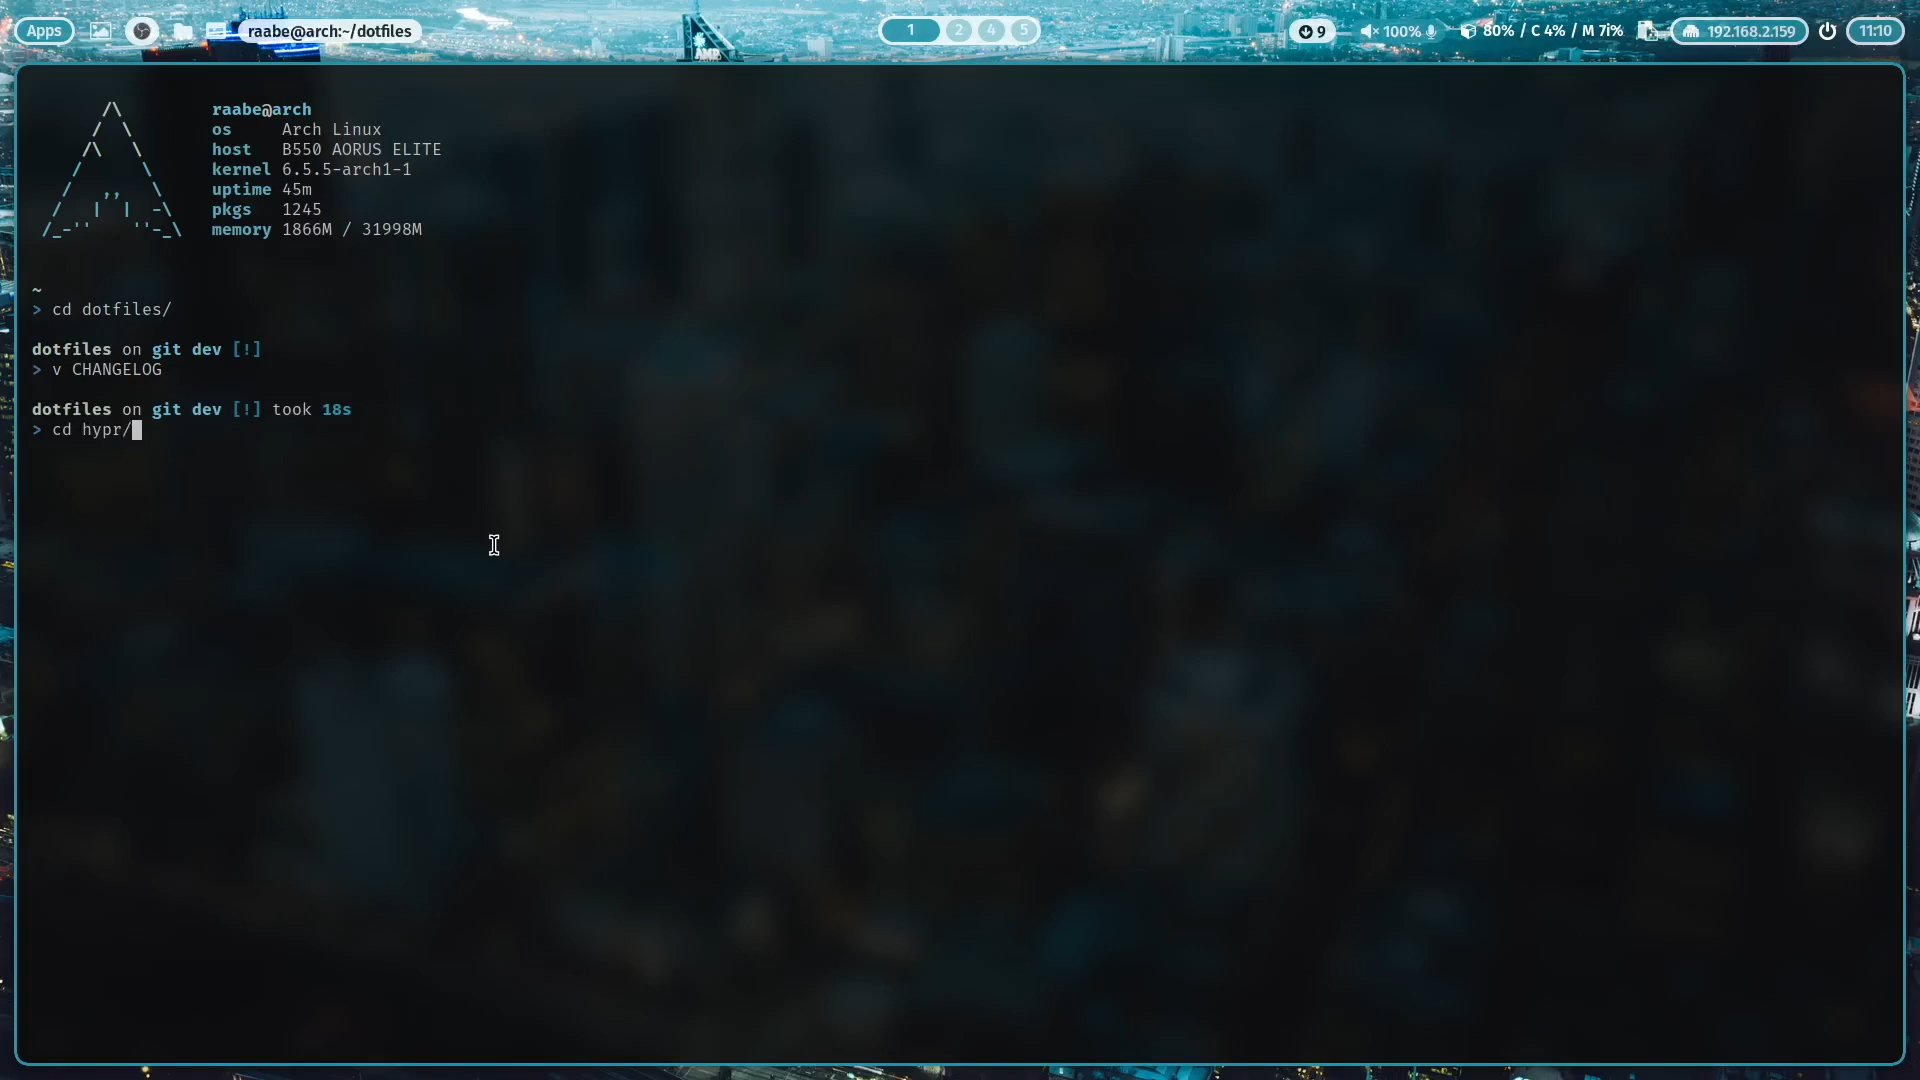 Apps raabe@arch:~/dotfiles 1 2 4 5 9 100% 80% / C 4% / M 7i% 192.168.2.159 11:10
raabe@arch
os Arch Linux
host B550 AORUS ELITE
kernel 6.5.5-arch1-1
uptime 45m
pkgs 1245
memory 1866M / 31998M
~
> cd dotfiles/
dotfiles on git dev [!]
> v CHANGELOG
dotfiles on git dev [!] took 18s
> cd hypr/